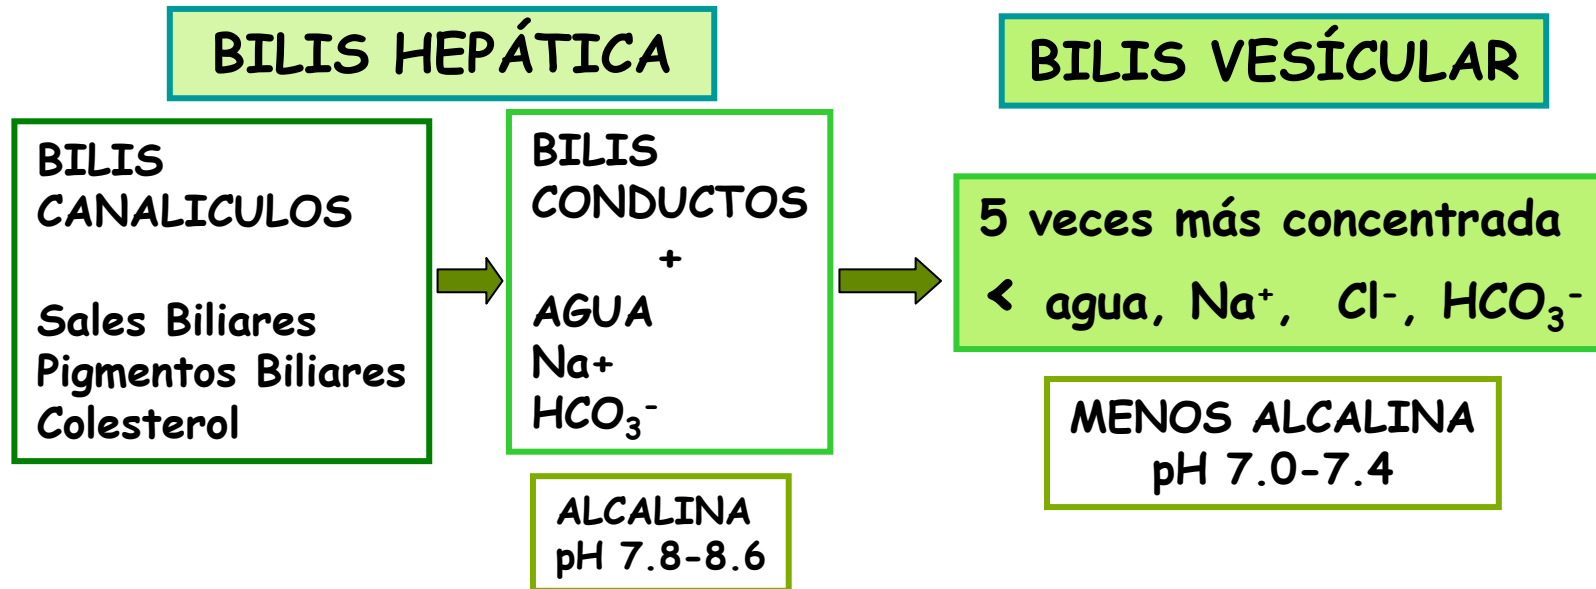 BILIS HEPÁTICA
BILIS
CANALICULOS
Sales Biliares
Pigmentos Biliares
Colesterol
BILIS
CONDUCTOS
+
AGUA
Na+
HCO₃⁻
ALCALINA
pH 7.8-8.6
BILIS VESÍCULAR
5 veces más concentrada
< agua, Na⁺, Cl⁻, HCO₃⁻
MENOS ALCALINA
pH 7.0-7.4